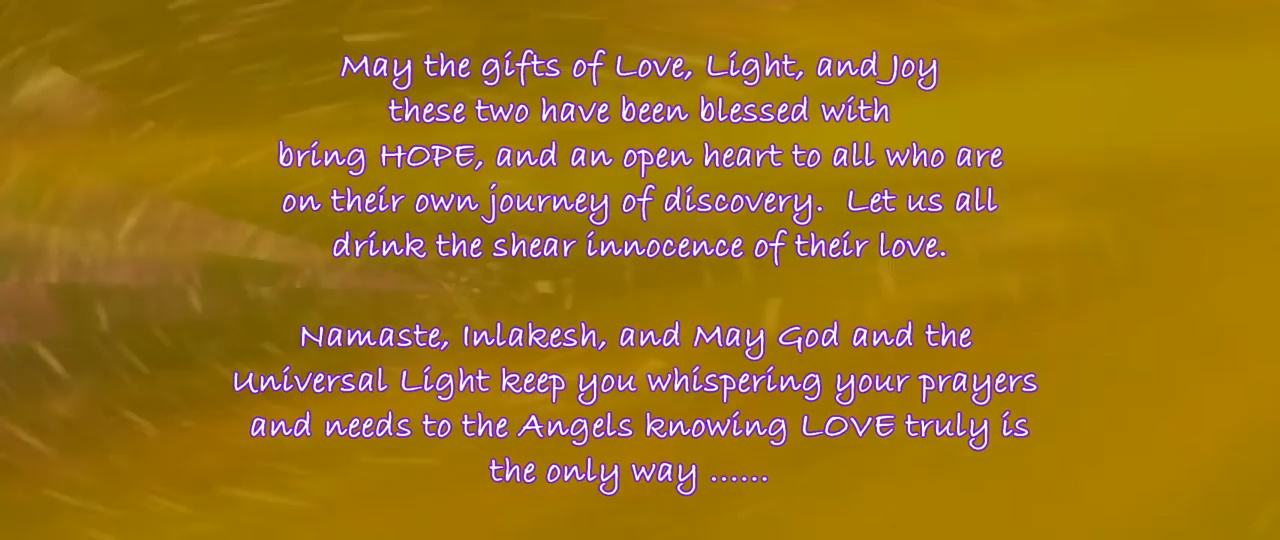 May the gifts of Love, Light, and Joy
these two have been blessed with
bring HOPE, and an open heart to all who are
on their own journey of discovery.  Let us all
drink the shear innocence of their love.

Namaste, Inlakesh, and May God and the
Universal Light keep you whispering your prayers
and needs to the Angels knowing LOVE truly is
the only way ......